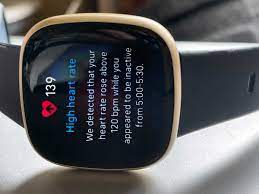 139
High heart rate
We detected that your
heart rate rose above
120 bpm while you
appeared to be inactive
from 5:00-5:30.